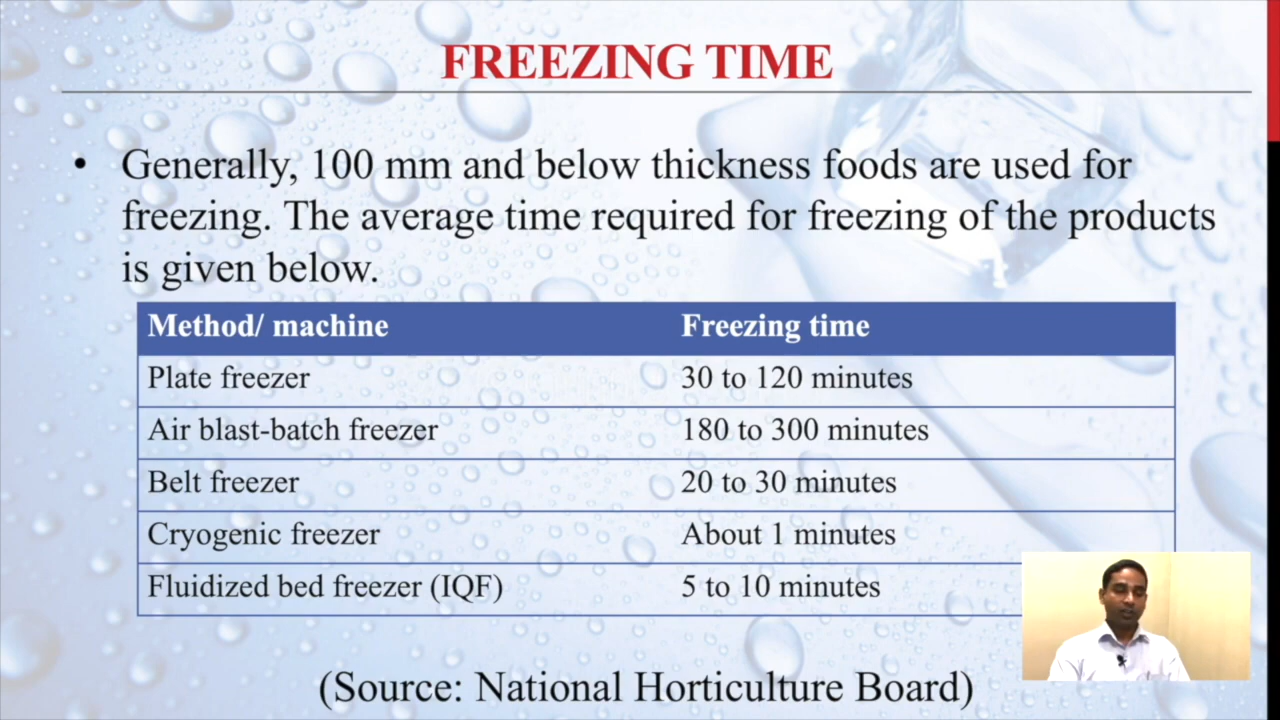 FREEZING TIME
• Generally, 100 mm and below thickness foods are used for
freezing. The average time required for freezing of the products
is given below.
Method/ machine Freezing time
Plate freezer 30 to 120 minutes
Air blast-batch freezer 180 to 300 minutes
Belt freezer 20 to 30 minutes
Cryogenic freezer About 1 minutes
Fluidized bed freezer (IQF) 5 to 10 minutes
(Source: National Horticulture Board)